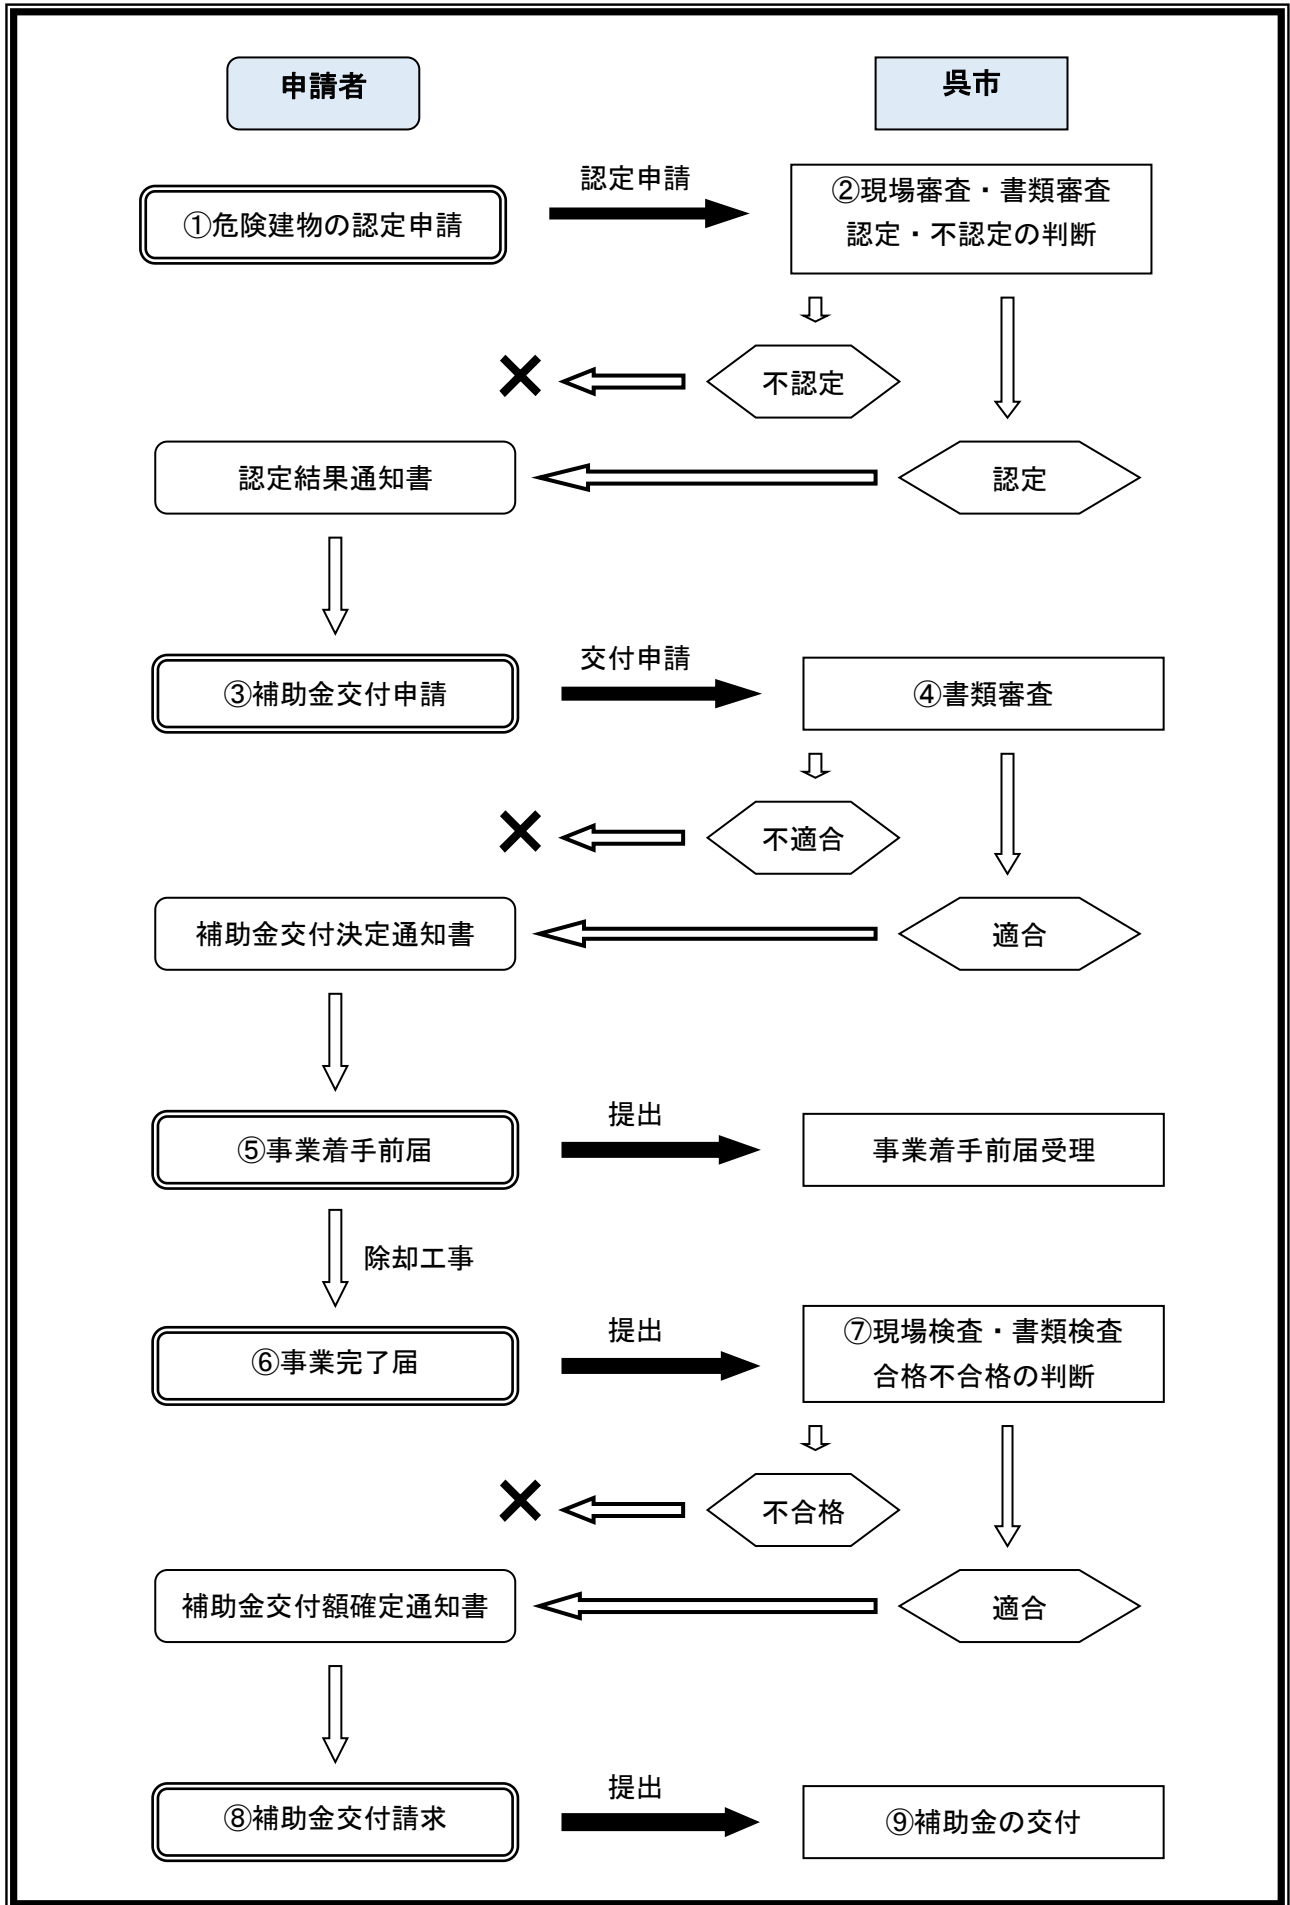 申請者
呉市
認定申請
①危険建物の認定申請
②現場審査・書類審査
認定・不認定の判断
不認定
認定結果通知書
認定
交付申請
③補助金交付申請
④書類審査
不適合
補助金交付決定通知書
適合
提出
⑤事業着手前届
事業着手前届受理
除却工事
提出
⑥事業完了届
⑦現場検査・書類検査
合格不合格の判断
不合格
補助金交付額確定通知書
適合
提出
⑧補助金交付請求
⑨補助金の交付